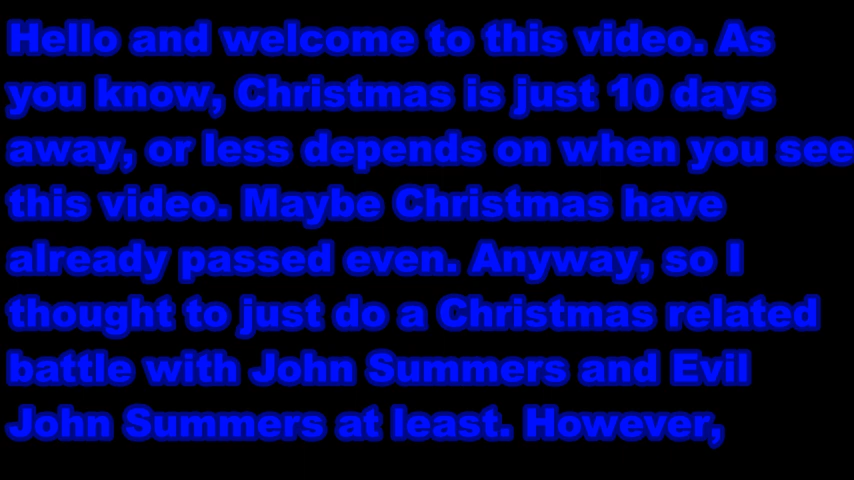 Hello and welcome to this video. As
you know, Christmas is just 10 days
away, or less depends on when you see
this video. Maybe Christmas have
already passed even. Anyway, so I
thought to just do a Christmas related
battle with John Summers and Evil
John Summers at least. However,